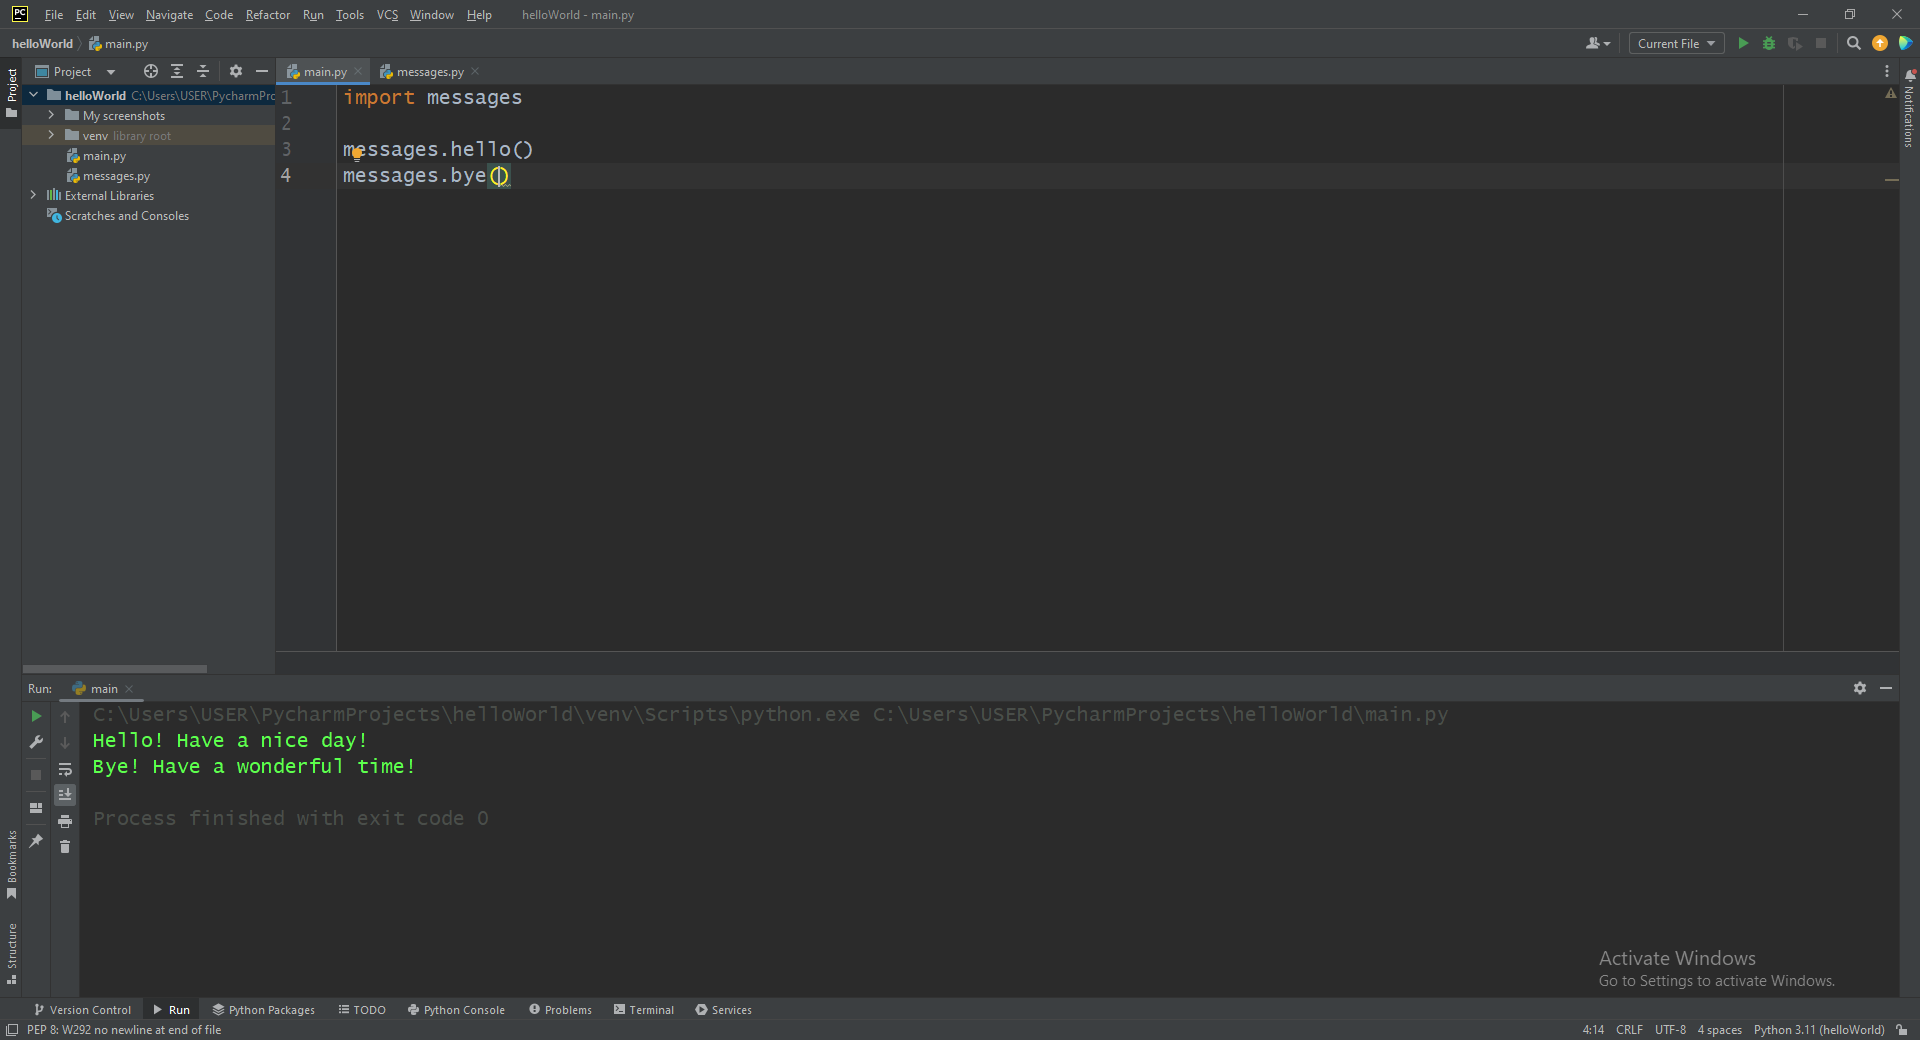 PC File Edit View Navigate Code Refactor Run Tools VCS Window Help helloWorld - main.py
helloWorld main.py Current File
Project main.py messages.py
Project
Notifications
helloWorld C:\Users\USER\PycharmPrc
My screenshots
venv library root
main.py
messages.py
External Libraries
Scratches and Consoles
1 import messages
2
3 messages.hello()
4 messages.bye()
Run: main
C:\Users\USER\PycharmProjects\helloWorld\venv\Scripts\python.exe C:\Users\USER\PycharmProjects\helloWorld\main.py
Hello! Have a nice day!
Bye! Have a wonderful time!
Process finished with exit code 0
Bookmarks
Structure
Activate Windows
Go to Settings to activate Windows.
Version Control Run Python Packages TODO Python Console Problems Terminal Services
PEP 8: W292 no newline at end of file 4:14 CRLF UTF-8 4 spaces Python 3.11 (helloWorld)